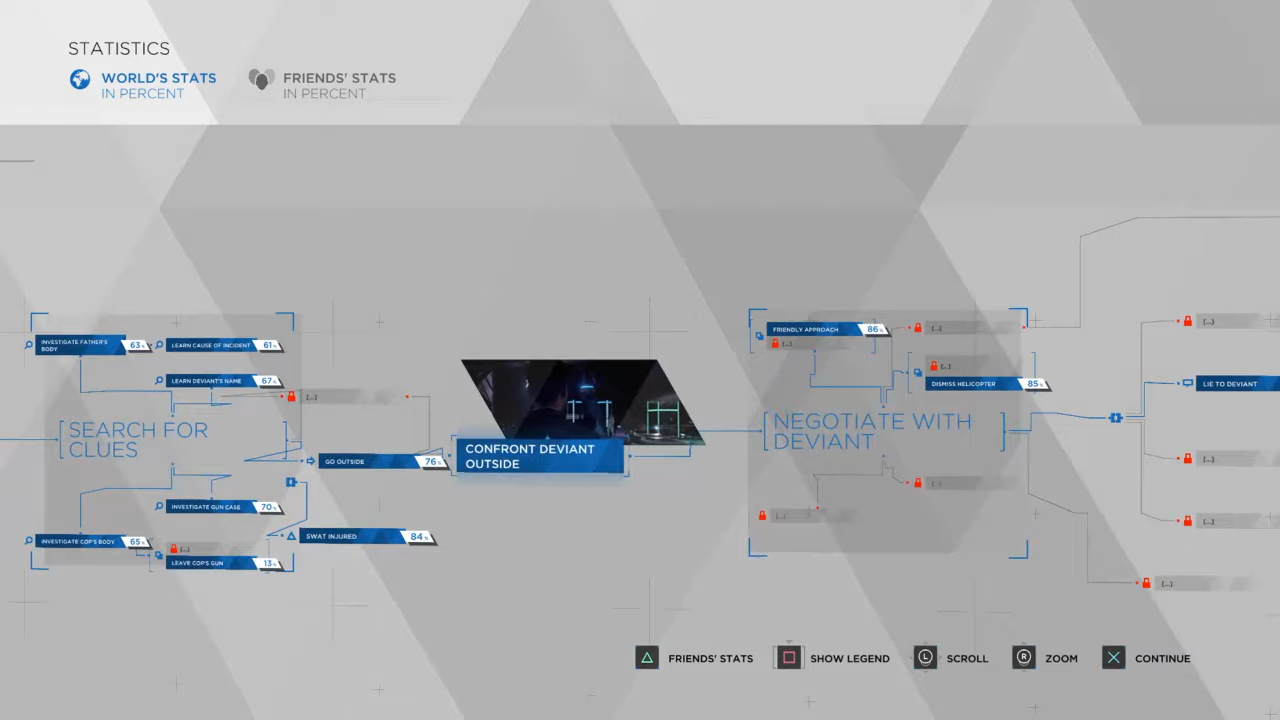 STATISTICS
WORLD'S STATS
IN PERCENT
FRIENDS' STATS
IN PERCENT
INVESTIGATE FATHER'S
BODY
63%
LEARN CAUSE OF INCIDENT
61%
LEARN DEVIANT'S NAME
67%
[...]
SEARCH FOR
CLUES
GO OUTSIDE
76%
INVESTIGATE GUN CASE
70%
INVESTIGATE COP'S BODY
65%
[...]
LEAVE COP'S GUN
13%
SWAT INJURED
84%
CONFRONT DEVIANT
OUTSIDE
FRIENDLY APPROACH
86%
[...]
[...]
[...]
DISMISS HELICOPTER
85%
NEGOTIATE WITH
DEVIANT
[...]
[...]
[...]
LIE TO DEVIANT
[...]
[...]
[...]
FRIENDS' STATS
SHOW LEGEND
L
SCROLL
R
ZOOM
CONTINUE